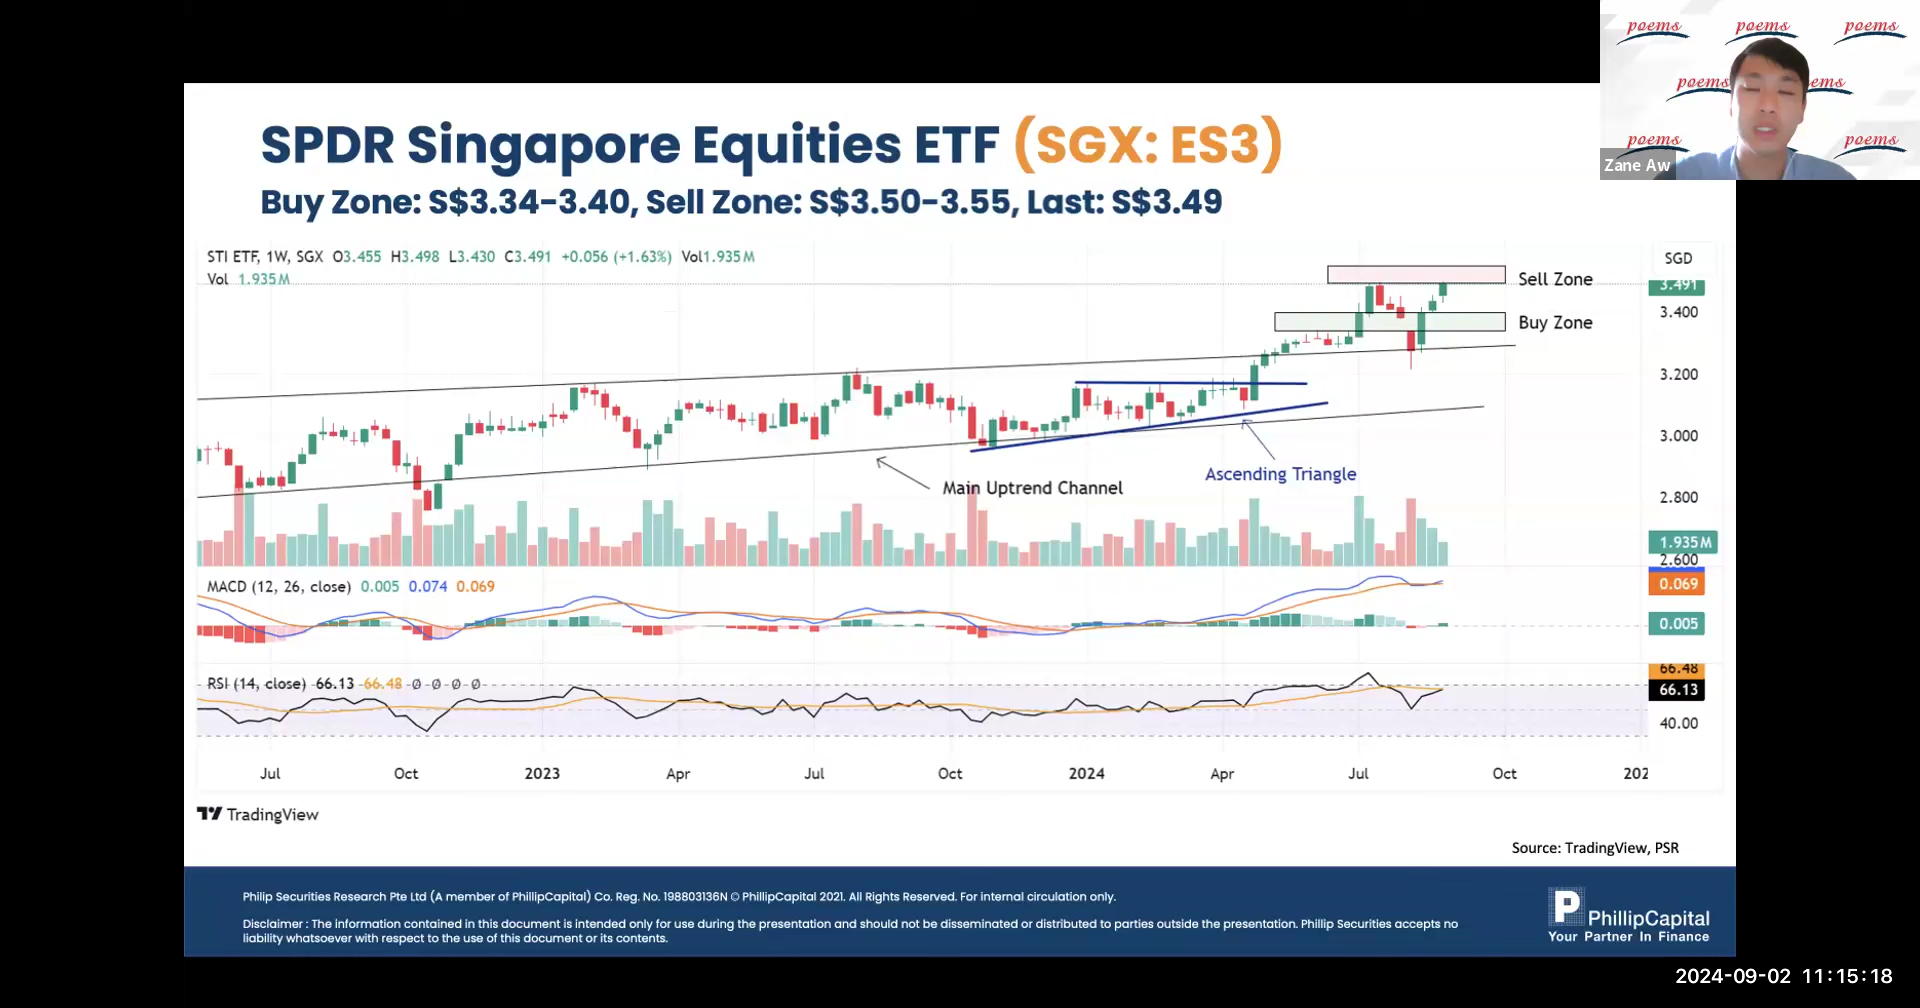 poems poems poems
poems ems
poems poems
Zane Aw
SPDR Singapore Equities ETF (SGX: ES3)
Buy Zone: S$3.34-3.40, Sell Zone: S$3.50-3.55, Last: S$3.49
STI ETF, 1W, SGX O3.455 H3.498 L3.430 C3.491 +0.056 (+1.63%) Vol1.935M
Vol 1.935M
SGD
Sell Zone
3.491
3.400
Buy Zone
3.200
3.000
Ascending Triangle
Main Uptrend Channel
2.800
1.935M
2.600
MACD (12, 26, close) 0.005 0.074 0.069
0.069
0.005
RSI (14, close) 66.13 66.48 Ø Ø Ø Ø
66.48
66.13
40.00
Jul Oct 2023 Apr Jul Oct 2024 Apr Jul Oct 202
TradingView
Source: TradingView, PSR
Philip Securities Research Pte Ltd (A member of PhillipCapital) Co. Reg. No. 198803136N © PhillipCapital 2021. All Rights Reserved. For internal circulation only.
Disclaimer : The information contained in this document is intended only for use during the presentation and should not be disseminated or distributed to parties outside the presentation. Phillip Securities accepts no
liability whatsoever with respect to the use of this document or its contents.
P PhillipCapital
Your Partner In Finance
2024-09-02 11:15:18